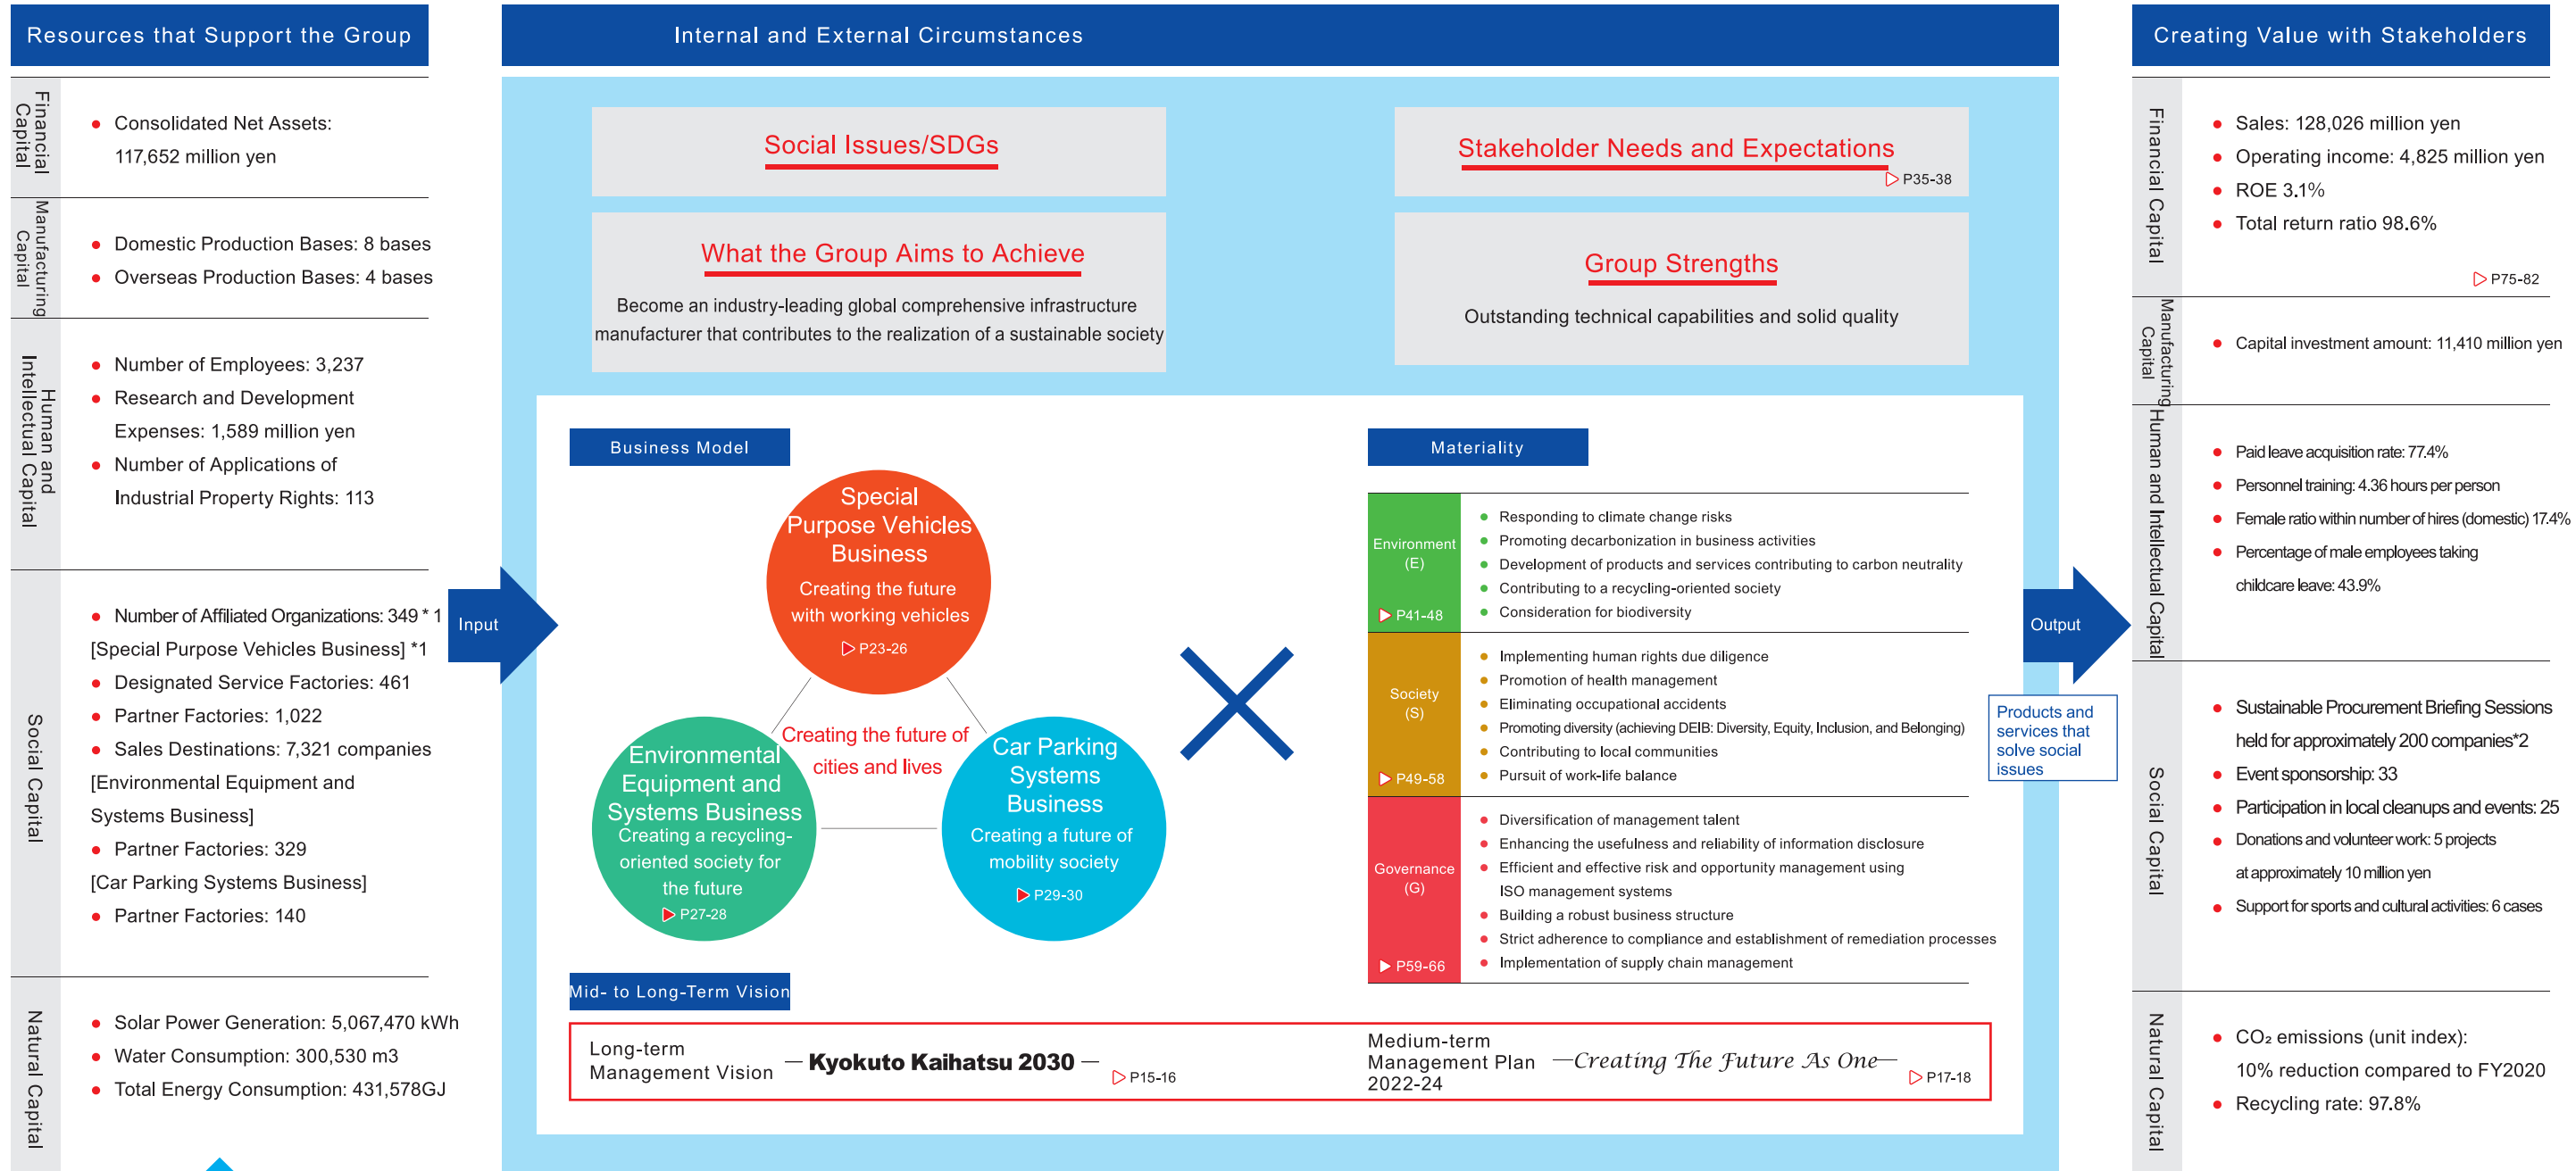 Resources that Support the Group
Financial
Capital
● Consolidated Net Assets:
117,652 million yen
Manufacturing
Capital
● Domestic Production Bases: 8 bases
● Overseas Production Bases: 4 bases
Human and
Intellectual Capital
● Number of Employees: 3,237
● Research and Development
Expenses: 1,589 million yen
● Number of Applications of
Industrial Property Rights: 113
Social Capital
● Number of Affiliated Organizations: 349 * 1
[Special Purpose Vehicles Business] *1
● Designated Service Factories: 461
● Partner Factories: 1,022
● Sales Destinations: 7,321 companies
[Environmental Equipment and
Systems Business]
● Partner Factories: 329
[Car Parking Systems Business]
● Partner Factories: 140
Natural Capital
● Solar Power Generation: 5,067,470 kWh
● Water Consumption: 300,530 m3
● Total Energy Consumption: 431,578GJ
Input
Internal and External Circumstances
Social Issues/SDGs
Stakeholder Needs and Expectations
P35-38
What the Group Aims to Achieve
Become an industry-leading global comprehensive infrastructure
manufacturer that contributes to the realization of a sustainable society
Group Strengths
Outstanding technical capabilities and solid quality
Business Model
Special
Purpose Vehicles
Business
Creating the future
with working vehicles
P23-26
Creating the future of
cities and lives
Environmental
Equipment and
Systems Business
Creating a recycling-
oriented society for
the future
P27-28
Car Parking
Systems
Business
Creating a future of
mobility society
P29-30
Materiality
Environment
(E)
P41-48
● Responding to climate change risks
● Promoting decarbonization in business activities
● Development of products and services contributing to carbon neutrality
● Contributing to a recycling-oriented society
● Consideration for biodiversity
Society
(S)
P49-58
● Implementing human rights due diligence
● Promotion of health management
● Eliminating occupational accidents
● Promoting diversity (achieving DEIB: Diversity, Equity, Inclusion, and Belonging)
● Contributing to local communities
● Pursuit of work-life balance
Governance
(G)
P59-66
● Diversification of management talent
● Enhancing the usefulness and reliability of information disclosure
● Efficient and effective risk and opportunity management using
ISO management systems
● Building a robust business structure
● Strict adherence to compliance and establishment of remediation processes
● Implementation of supply chain management
Mid- to Long-Term Vision
Long-term
Management Vision
— Kyokuto Kaihatsu 2030 —
P15-16
Medium-term
Management Plan
2022-24
—Creating The Future As One—
P17-18
Output
Products and
services that
solve social
issues
Creating Value with Stakeholders
Financial Capital
● Sales: 128,026 million yen
● Operating income: 4,825 million yen
● ROE 3.1%
● Total return ratio 98.6%
P75-82
Manufacturing
Capital
● Capital investment amount: 11,410 million yen
Human and Intellectual Capital
● Paid leave acquisition rate: 77.4%
● Personnel training: 4.36 hours per person
● Female ratio within number of hires (domestic) 17.4%
● Percentage of male employees taking
childcare leave: 43.9%
Social Capital
● Sustainable Procurement Briefing Sessions
held for approximately 200 companies*2
● Event sponsorship: 33
● Participation in local cleanups and events: 25
● Donations and volunteer work: 5 projects
at approximately 10 million yen
● Support for sports and cultural activities: 6 cases
Natural Capital
● CO₂ emissions (unit index):
10% reduction compared to FY2020
● Recycling rate: 97.8%